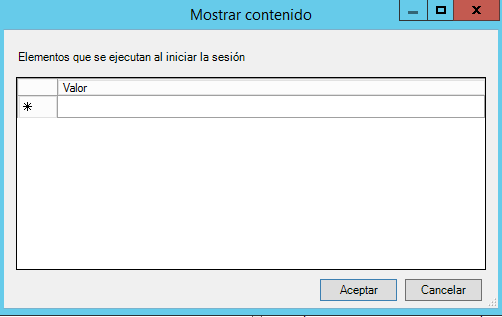 Mostrar contenido
Elementos que se ejecutan al iniciar la sesión
Valor
Aceptar
Cancelar